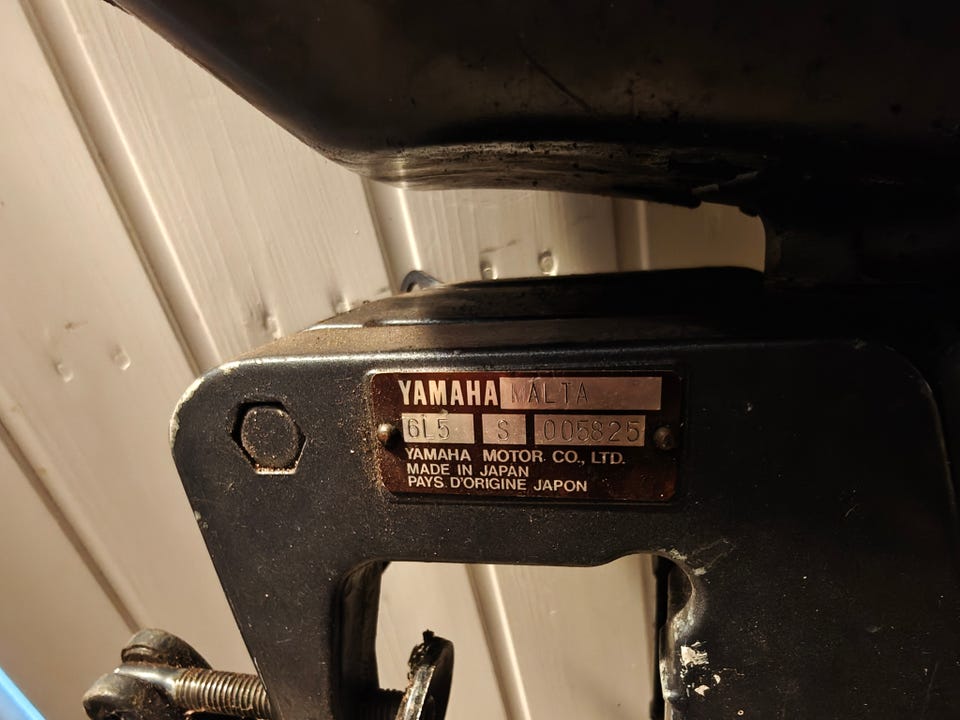 YAMAHA MALTA
6L5 S 005825
YAMAHA MOTOR CO., LTD.
MADE IN JAPAN
PAYS D'ORIGINE JAPON